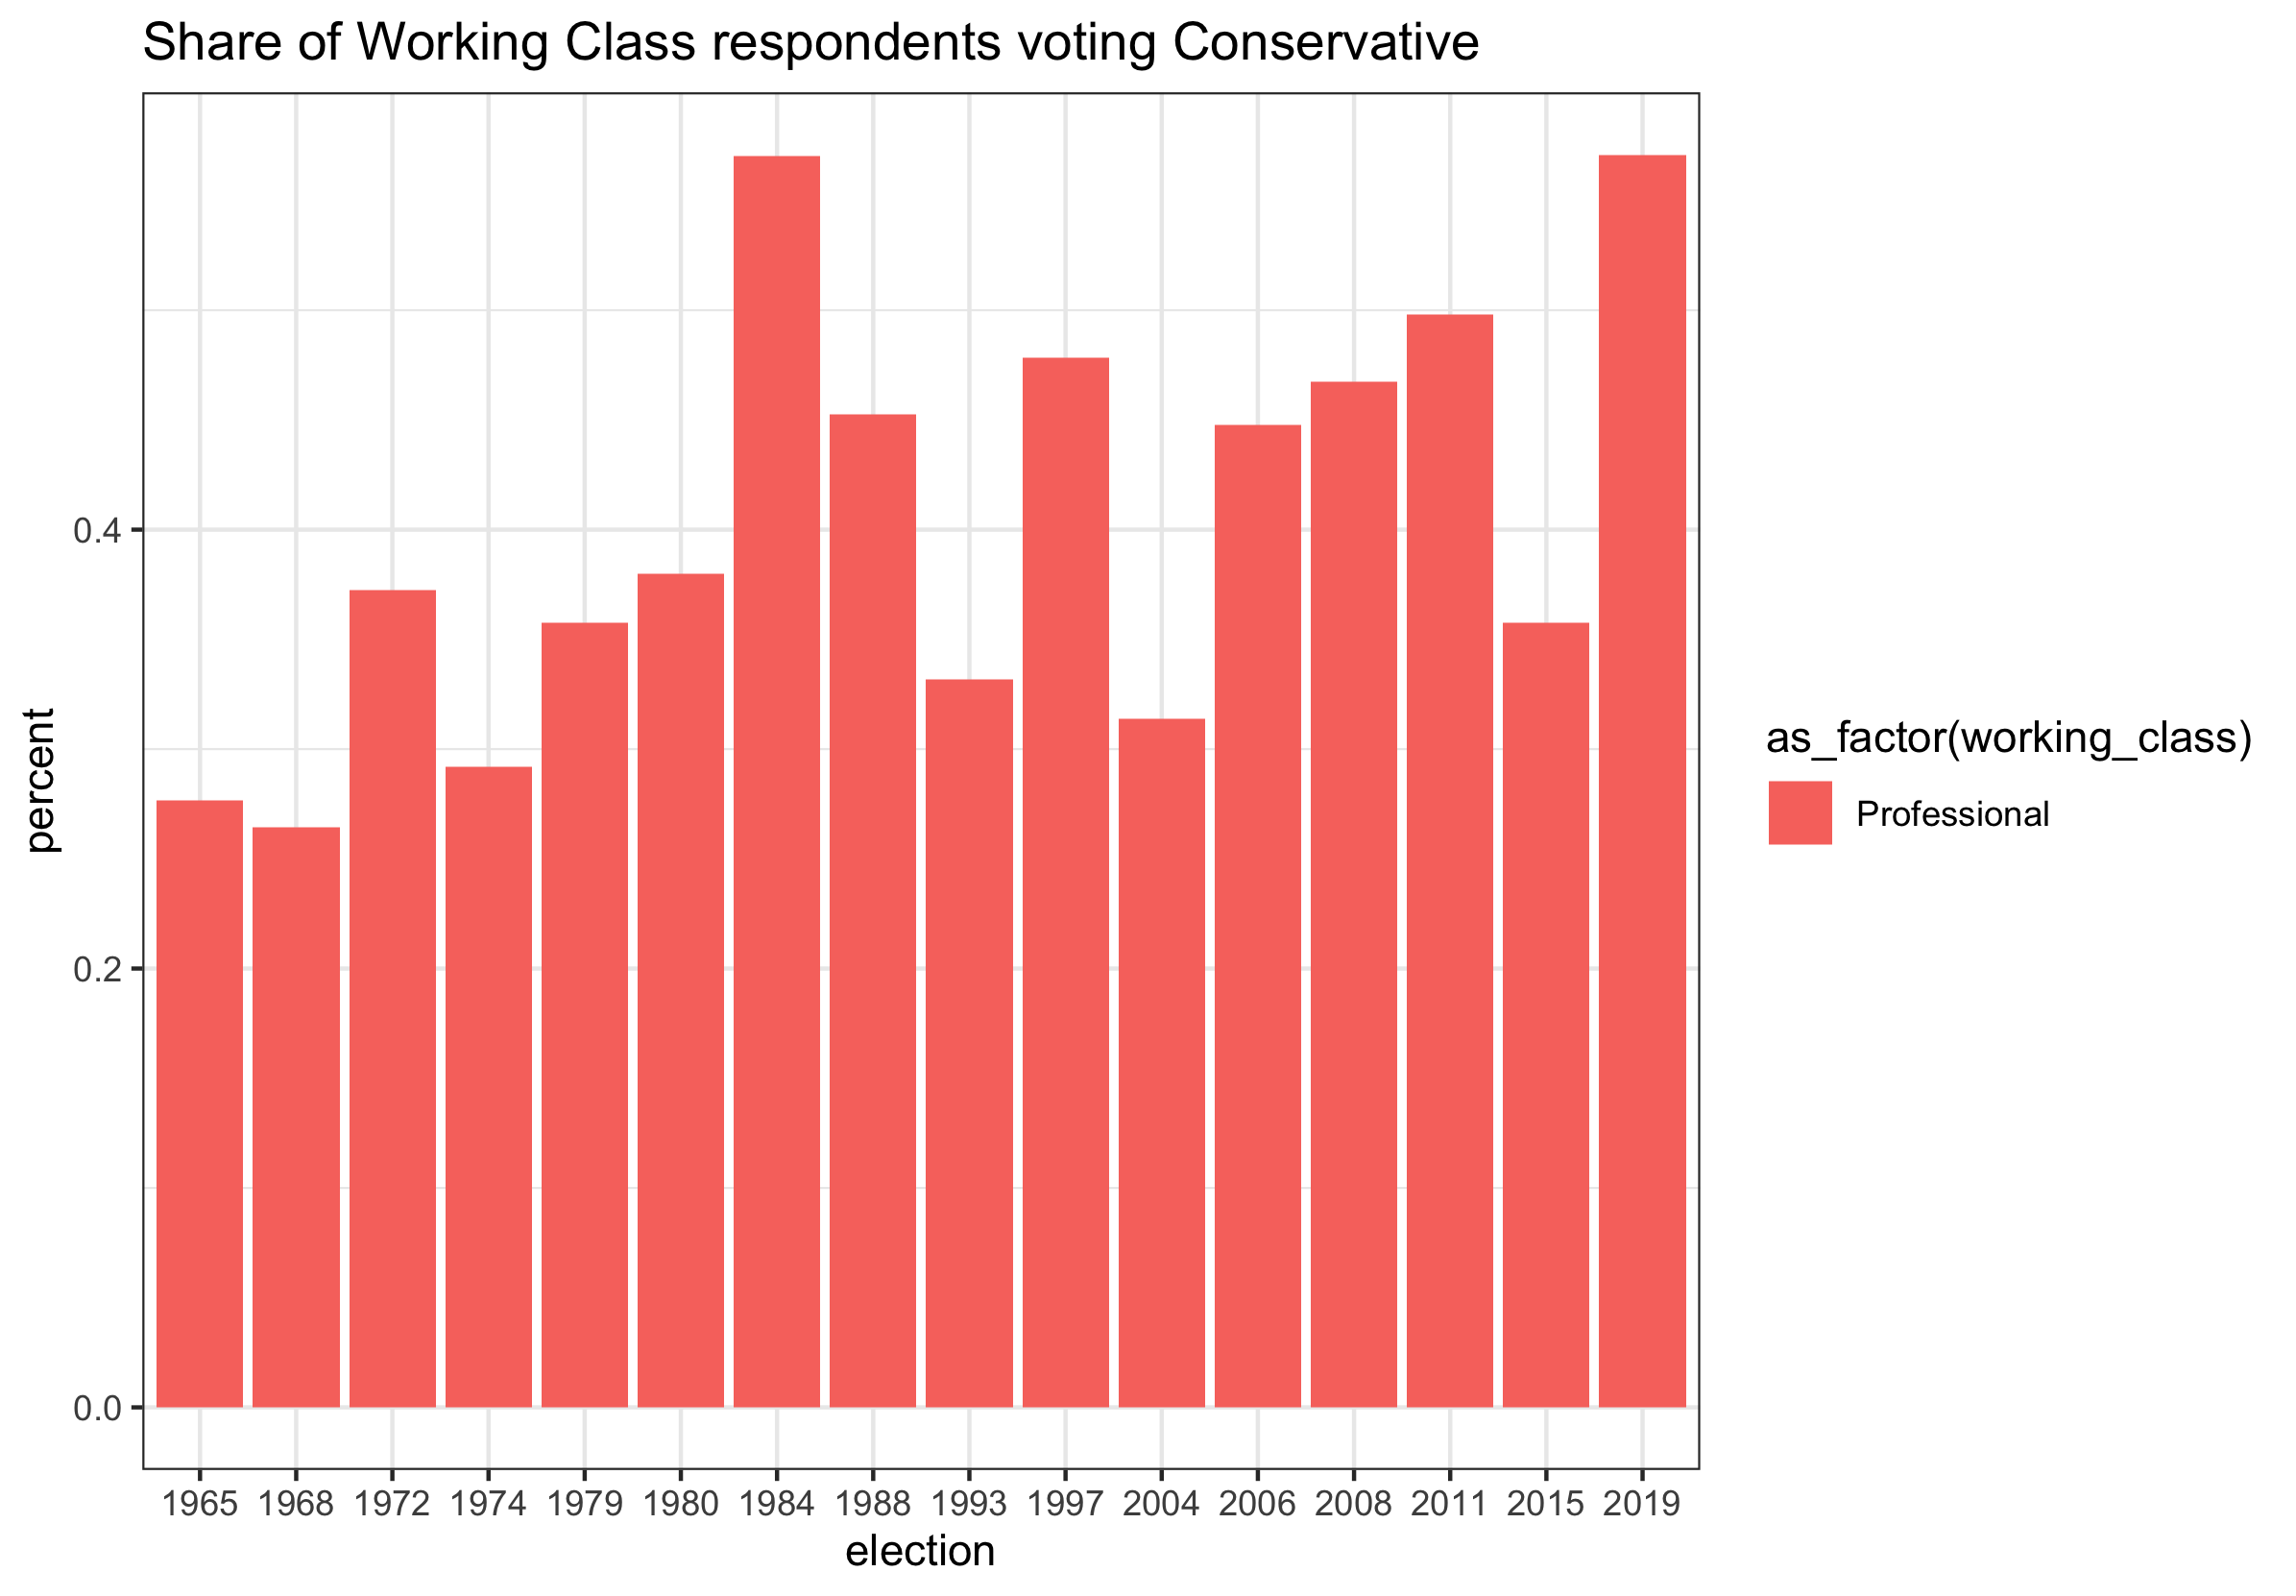 Share of Working Class respondents voting Conservative
percent
0.4
0.2
0.0
1965 1968 1972 1974 1979 1980 1984 1988 1993 1997 2004 2006 2008 2011 2015 2019
election
as_factor(working_class)
Professional